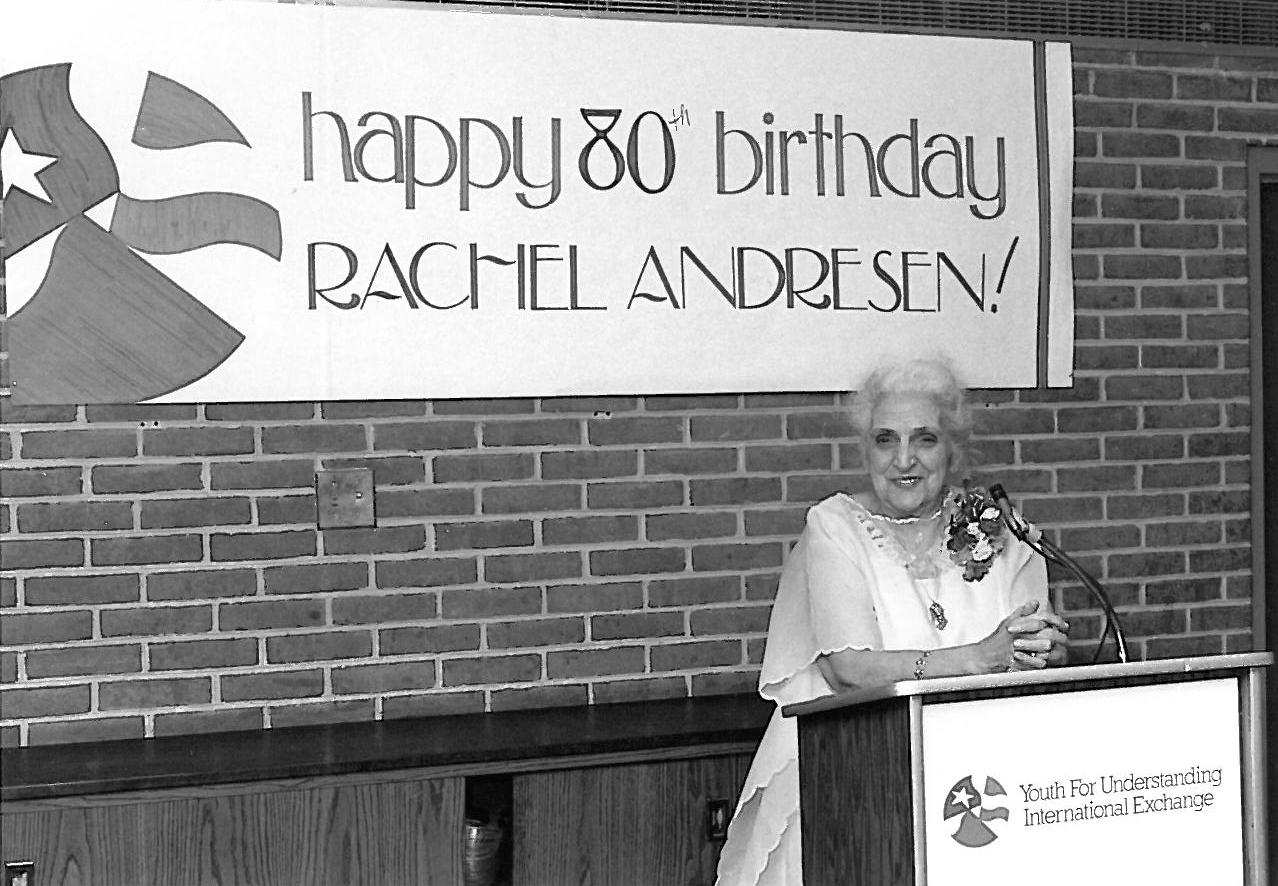 happy 80th birthday
RACHEL ANDRESEN!
Youth For Understanding
International Exchange